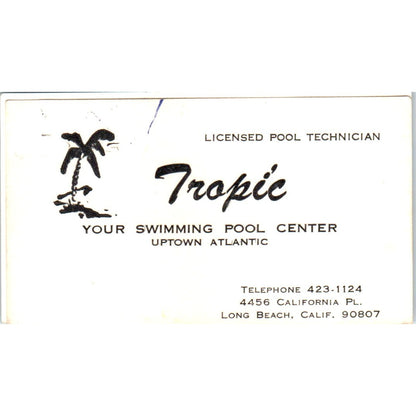 LICENSED POOL TECHNICIAN
Tropic
YOUR SWIMMING POOL CENTER
UPTOWN ATLANTIC
TELEPHONE 423-1124
4456 CALIFORNIA PL.
LONG BEACH, CALIF. 90807